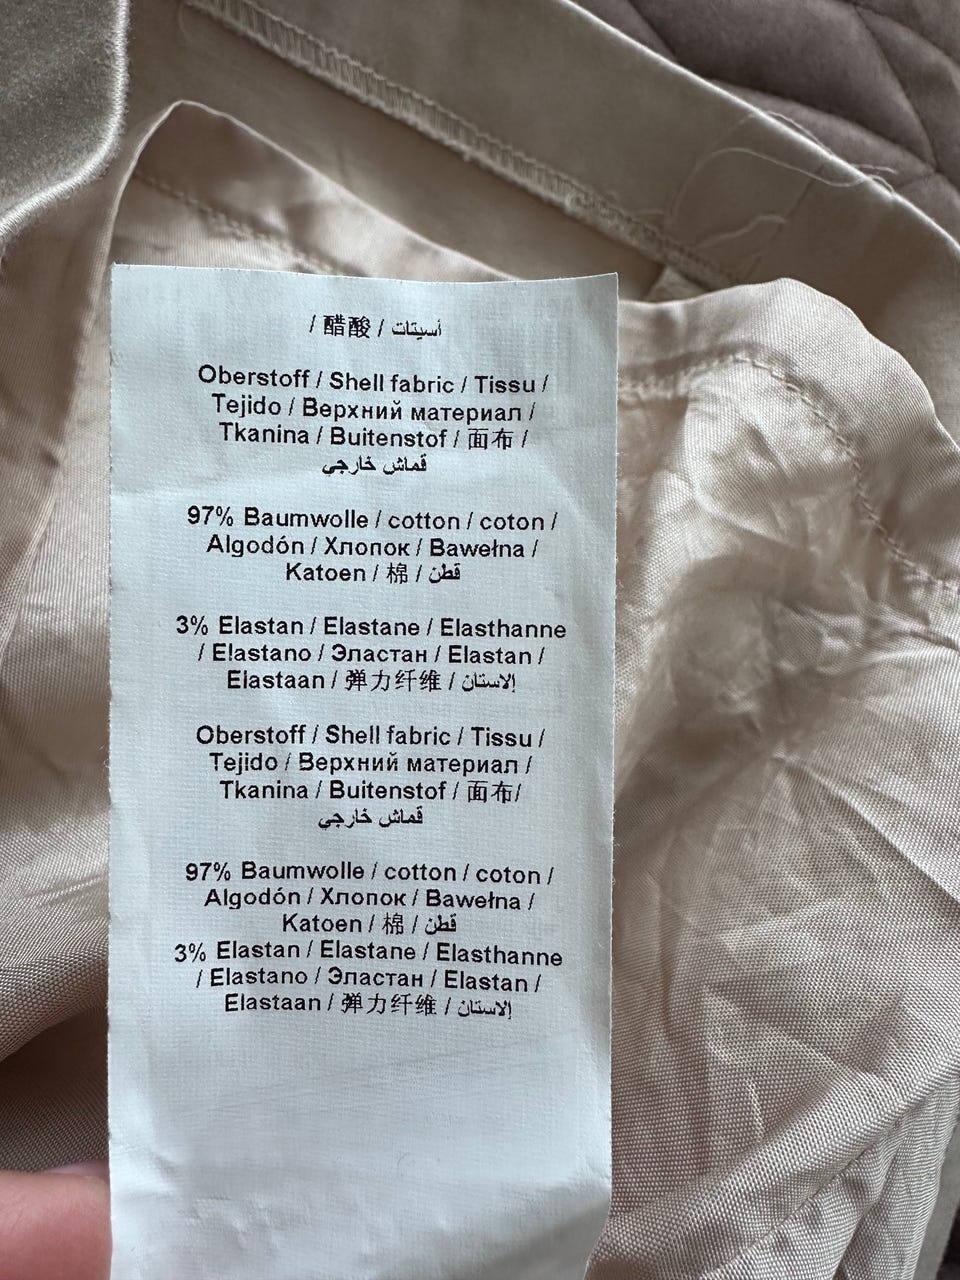 / 醋酸 / أسيتات
Oberstoff / Shell fabric / Tissu /
Tejido / Верхний материал /
Tkanina / Buitenstof / 面布 /
قماش خارجي
97% Baumwolle / cotton / coton /
Algodón / Хлопок / Bawełna /
Katoen / 棉 / قطن
3% Elastan / Elastane / Elasthanne
/ Elastano / Эластан / Elastan /
Elastaan / 弹力纤维 / إلاستان
Oberstoff / Shell fabric / Tissu /
Tejido / Верхний материал /
Tkanina / Buitenstof / 面布/
قماش خارجي
97% Baumwolle / cotton / coton /
Algodón / Хлопок / Bawełna /
Katoen / 棉 / قطن
3% Elastan / Elastane / Elasthanne
/ Elastano / Эластан / Elastan /
Elastaan / 弹力纤维 / إلاستان